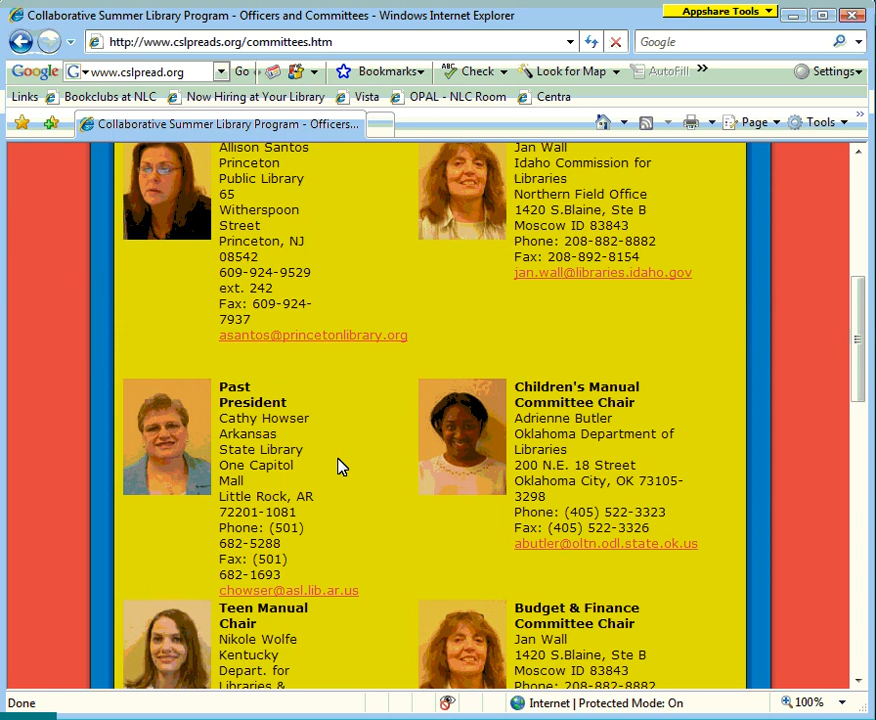 Collaborative Summer Library Program - Officers and Committees - Windows Internet Explorer
Appshare Tools
http://www.cslpreads.org/committees.htm
Google
Google
www.cslpread.org
Go
Bookmarks
Check
Look for Map
AutoFill
Settings
Links
Bookclubs at NLC
Now Hiring at Your Library
Vista
OPAL - NLC Room
Centra
Collaborative Summer Library Program - Officers...
Page
Tools
Allison Santos
Princeton
Public Library
65
Witherspoon
Street
Princeton, NJ
08542
609-924-9529
ext. 242
Fax: 609-924-
7937
asantos@princetonlibrary.org
Jan Wall
Idaho Commission for
Libraries
Northern Field Office
1420 S.Blaine, Ste B
Moscow ID 83843
Phone: 208-882-8882
Fax: 208-892-8154
jan.wall@libraries.idaho.gov
Past
President
Cathy Howser
Arkansas
State Library
One Capitol
Mall
Little Rock, AR
72201-1081
Phone: (501)
682-5288
Fax: (501)
682-1693
chowser@asl.lib.ar.us
Children's Manual
Committee Chair
Adrienne Butler
Oklahoma Department of
Libraries
200 N.E. 18 Street
Oklahoma City, OK 73105-
3298
Phone: (405) 522-3323
Fax: (405) 522-3326
abutler@oltn.odl.state.ok.us
Teen Manual
Chair
Nikole Wolfe
Kentucky
Depart. for
Libraries &
Budget & Finance
Committee Chair
Jan Wall
1420 S.Blaine, Ste B
Moscow ID 83843
Phone: 208-882-8882
Done
Internet | Protected Mode: On
100%